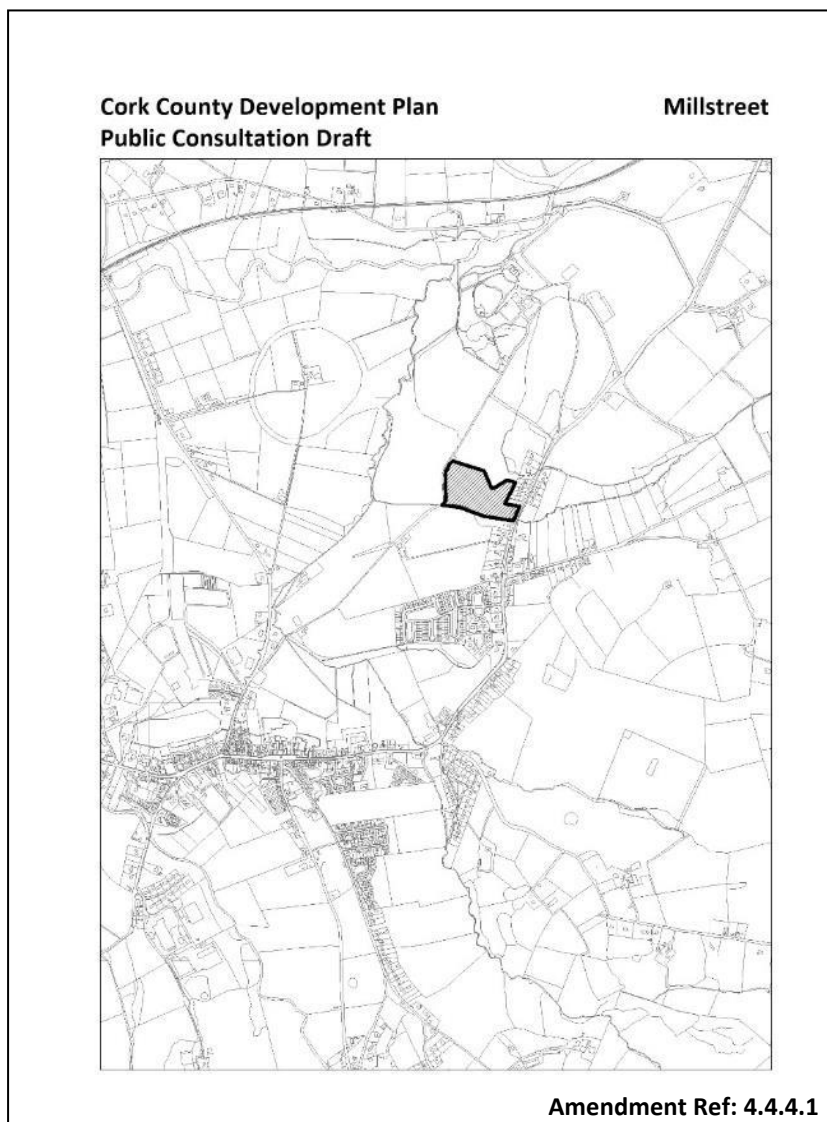 Cork County Development Plan
Millstreet
Public Consultation Draft
Amendment Ref: 4.4.4.1